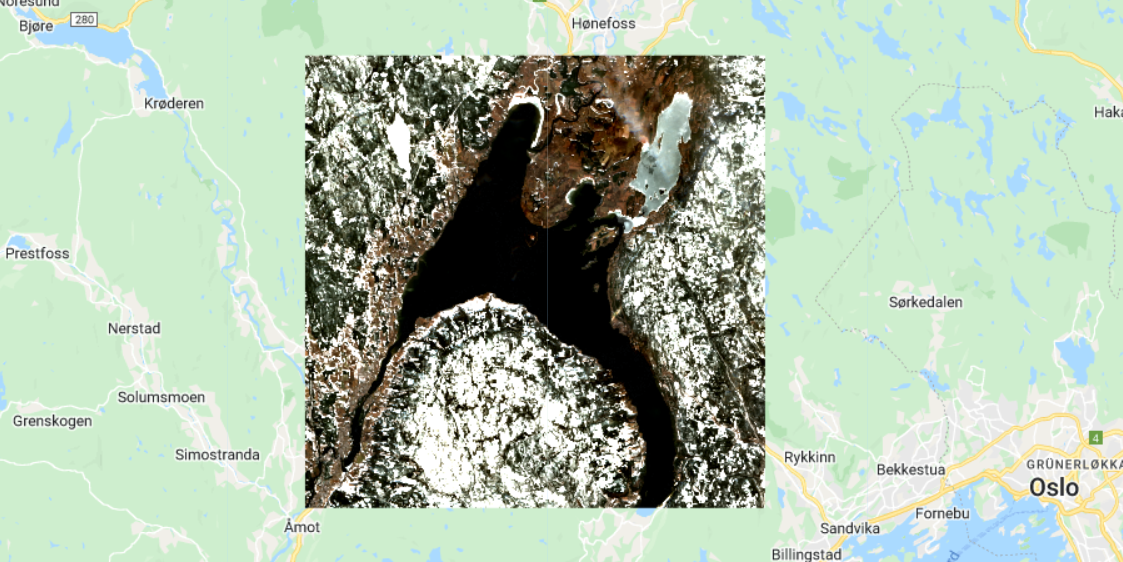 Noresund
Bjøre
280
Hønefoss
Krøderen
Haka
Prestfoss
Sørkedalen
Nerstad
Solumsmoen
Grenskogen
Simostranda
Rykkinn
Bekkestua
4
GRÜNERLØKKA
Oslo
Fornebu
Åmot
Sandvika
Billingstad